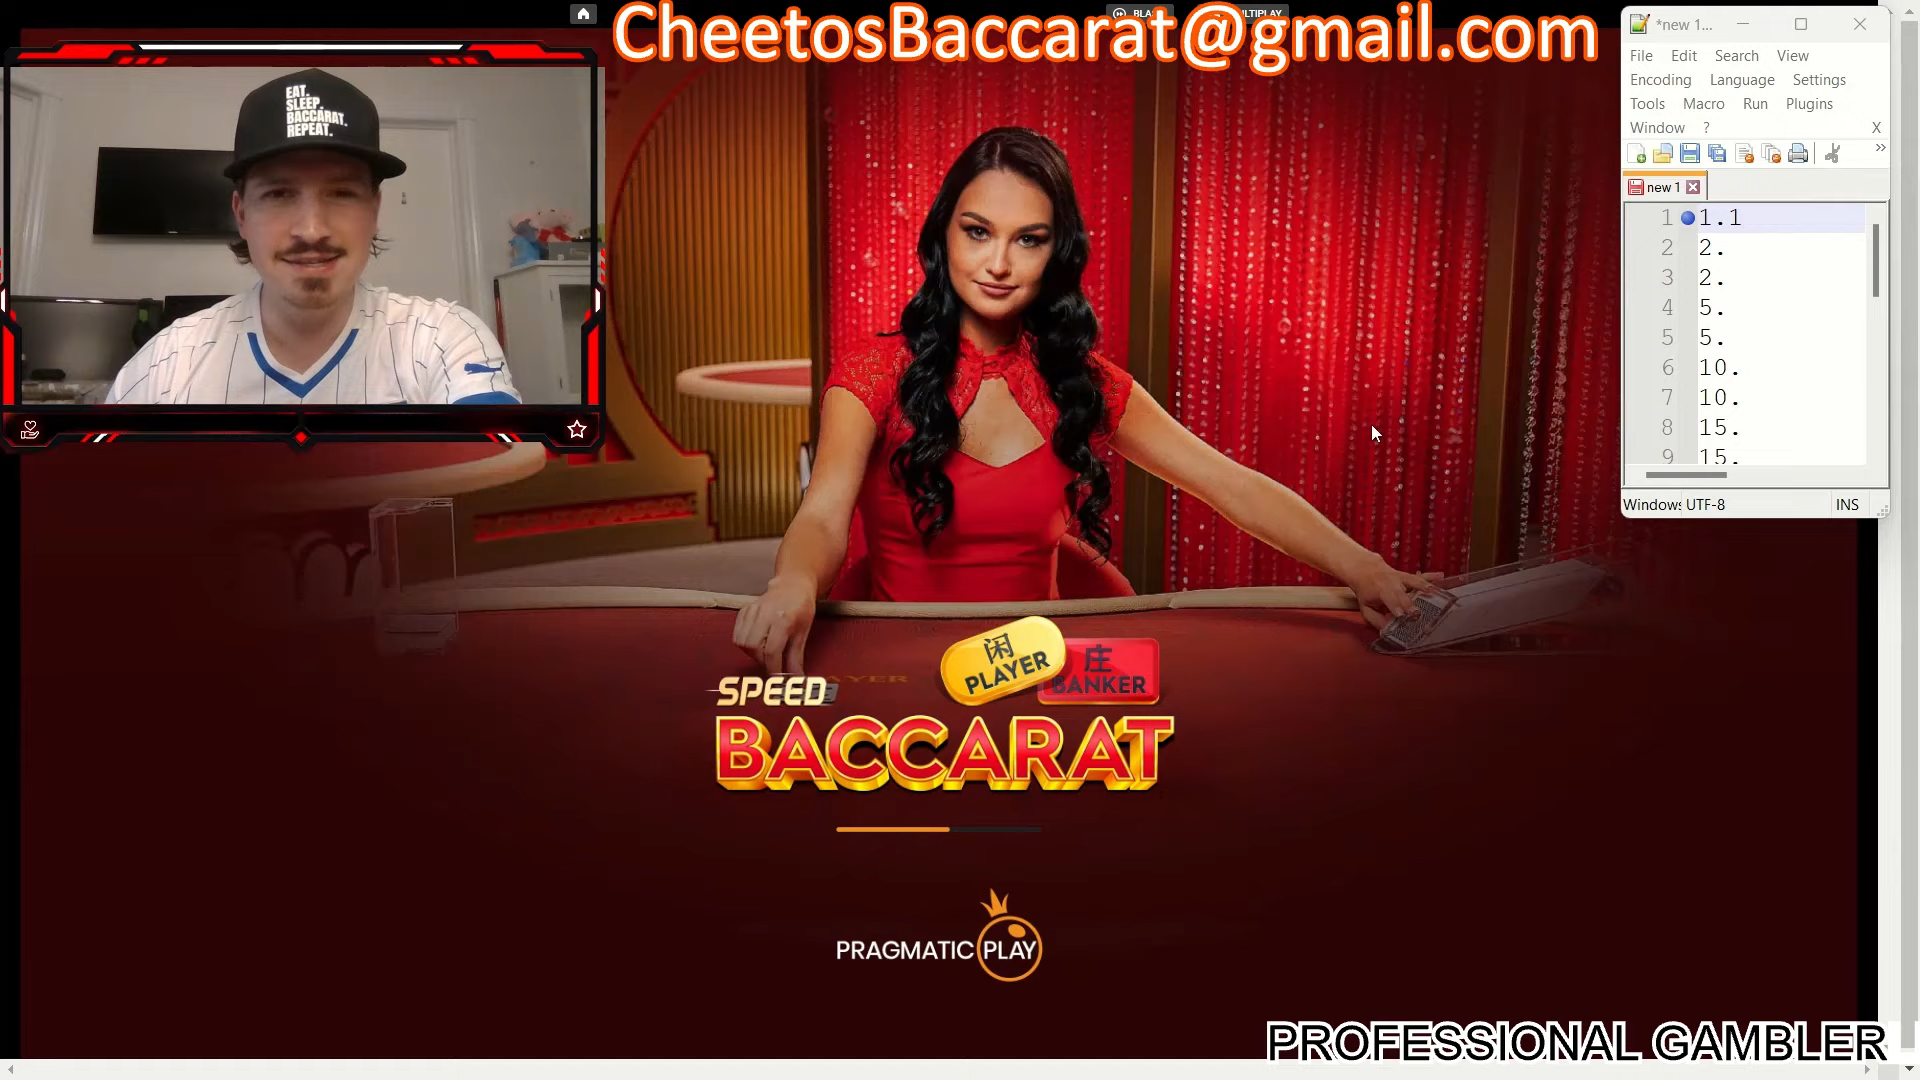 CheetosBaccarat@gmail.com
EAT.
SLEEP.
BACCARAT.
REPEAT.
*new 1...
File Edit Search View
Encoding Language Settings
Tools Macro Run Plugins
Window ? X
new 1
1 1.1
2 2.
3 2.
4 5.
5 5.
6 10.
7 10.
8 15.
9 15.
Windows UTF-8 INS
闲
PLAYER
庄
BANKER
SPEED
BACCARAT
PRAGMATIC PLAY
PROFESSIONAL GAMBLER